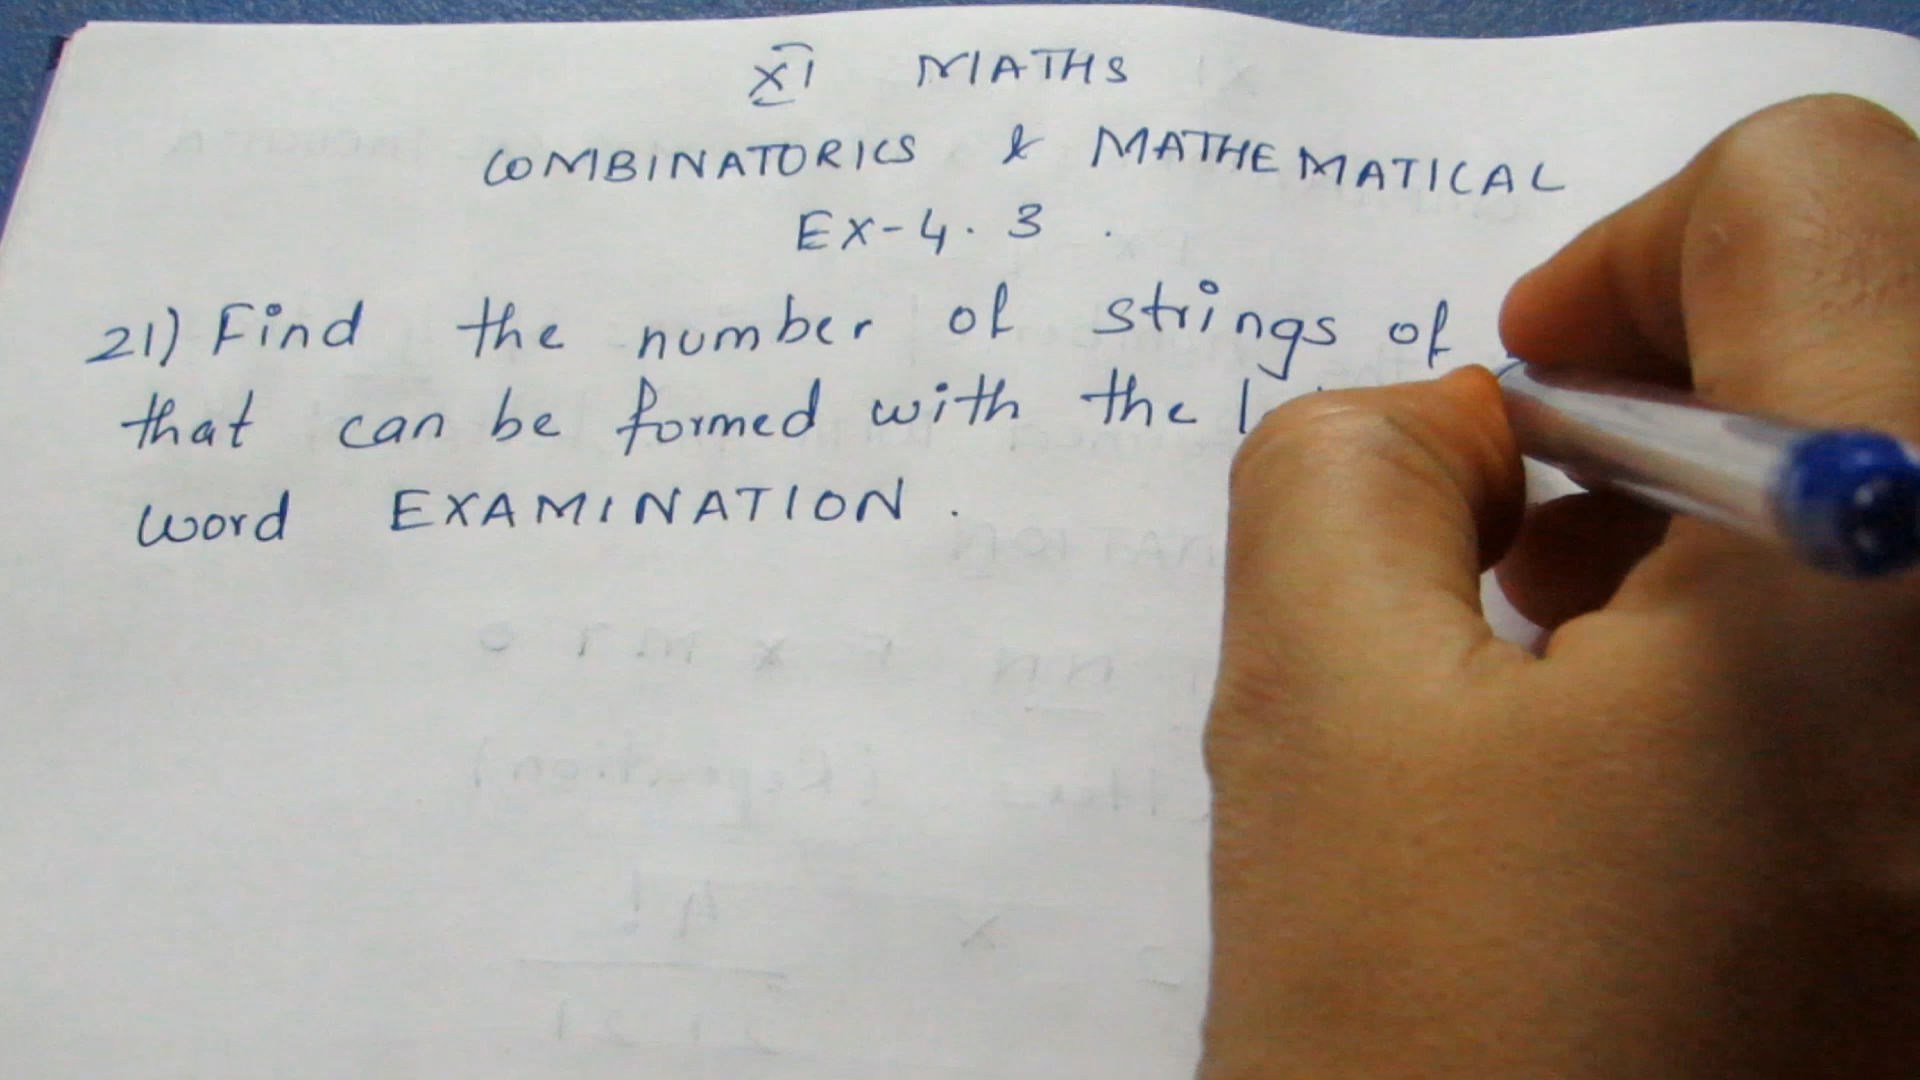 XI MATHS
COMBINATORICS & MATHEMATICAL
EX-4.3.
21) Find the number of strings of
that can be formed with the
word EXAMINATION.